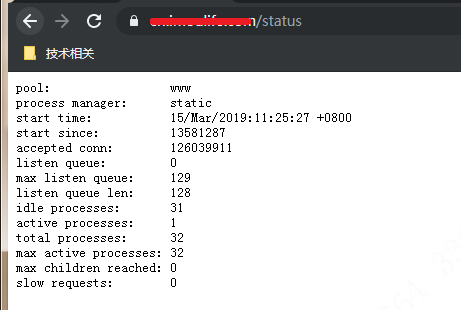 /status
技术相关
pool: www
process manager: static
start time: 15/Mar/2019:11:25:27 +0800
start since: 13581287
accepted conn: 126039911
listen queue: 0
max listen queue: 129
listen queue len: 128
idle processes: 31
active processes: 1
total processes: 32
max active processes: 32
max children reached: 0
slow requests: 0